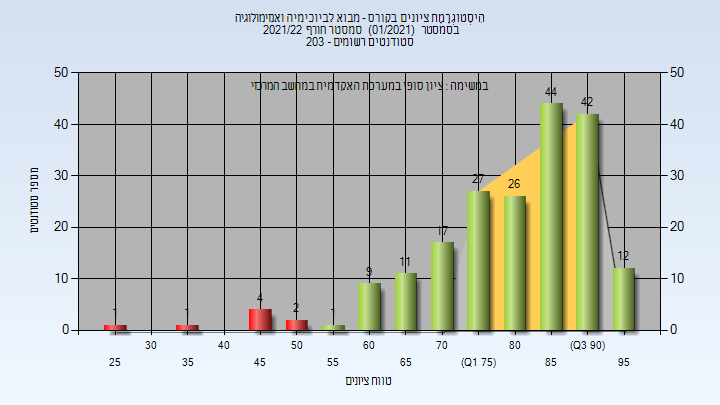 היסטוגרמת ציונים בקורס - מבוא לביוכימיה ואנזימולוגיה
בסמסטר (01/2021) סמסטר חורף 2021/22
סטודנטים רשומים - 203
במשימה : ציון סופי במערכת האקדמית במחשב המרכזי
מספר סטודנטים
50 50
40 40
30 30
20 20
10 10
0 0
1 1 4 2 1 9 11 17 27 26 44 42 12
30 40 50 60 70 80 (Q3 90)
25 35 45 55 65 (Q1 75) 85 95
טווח ציונים